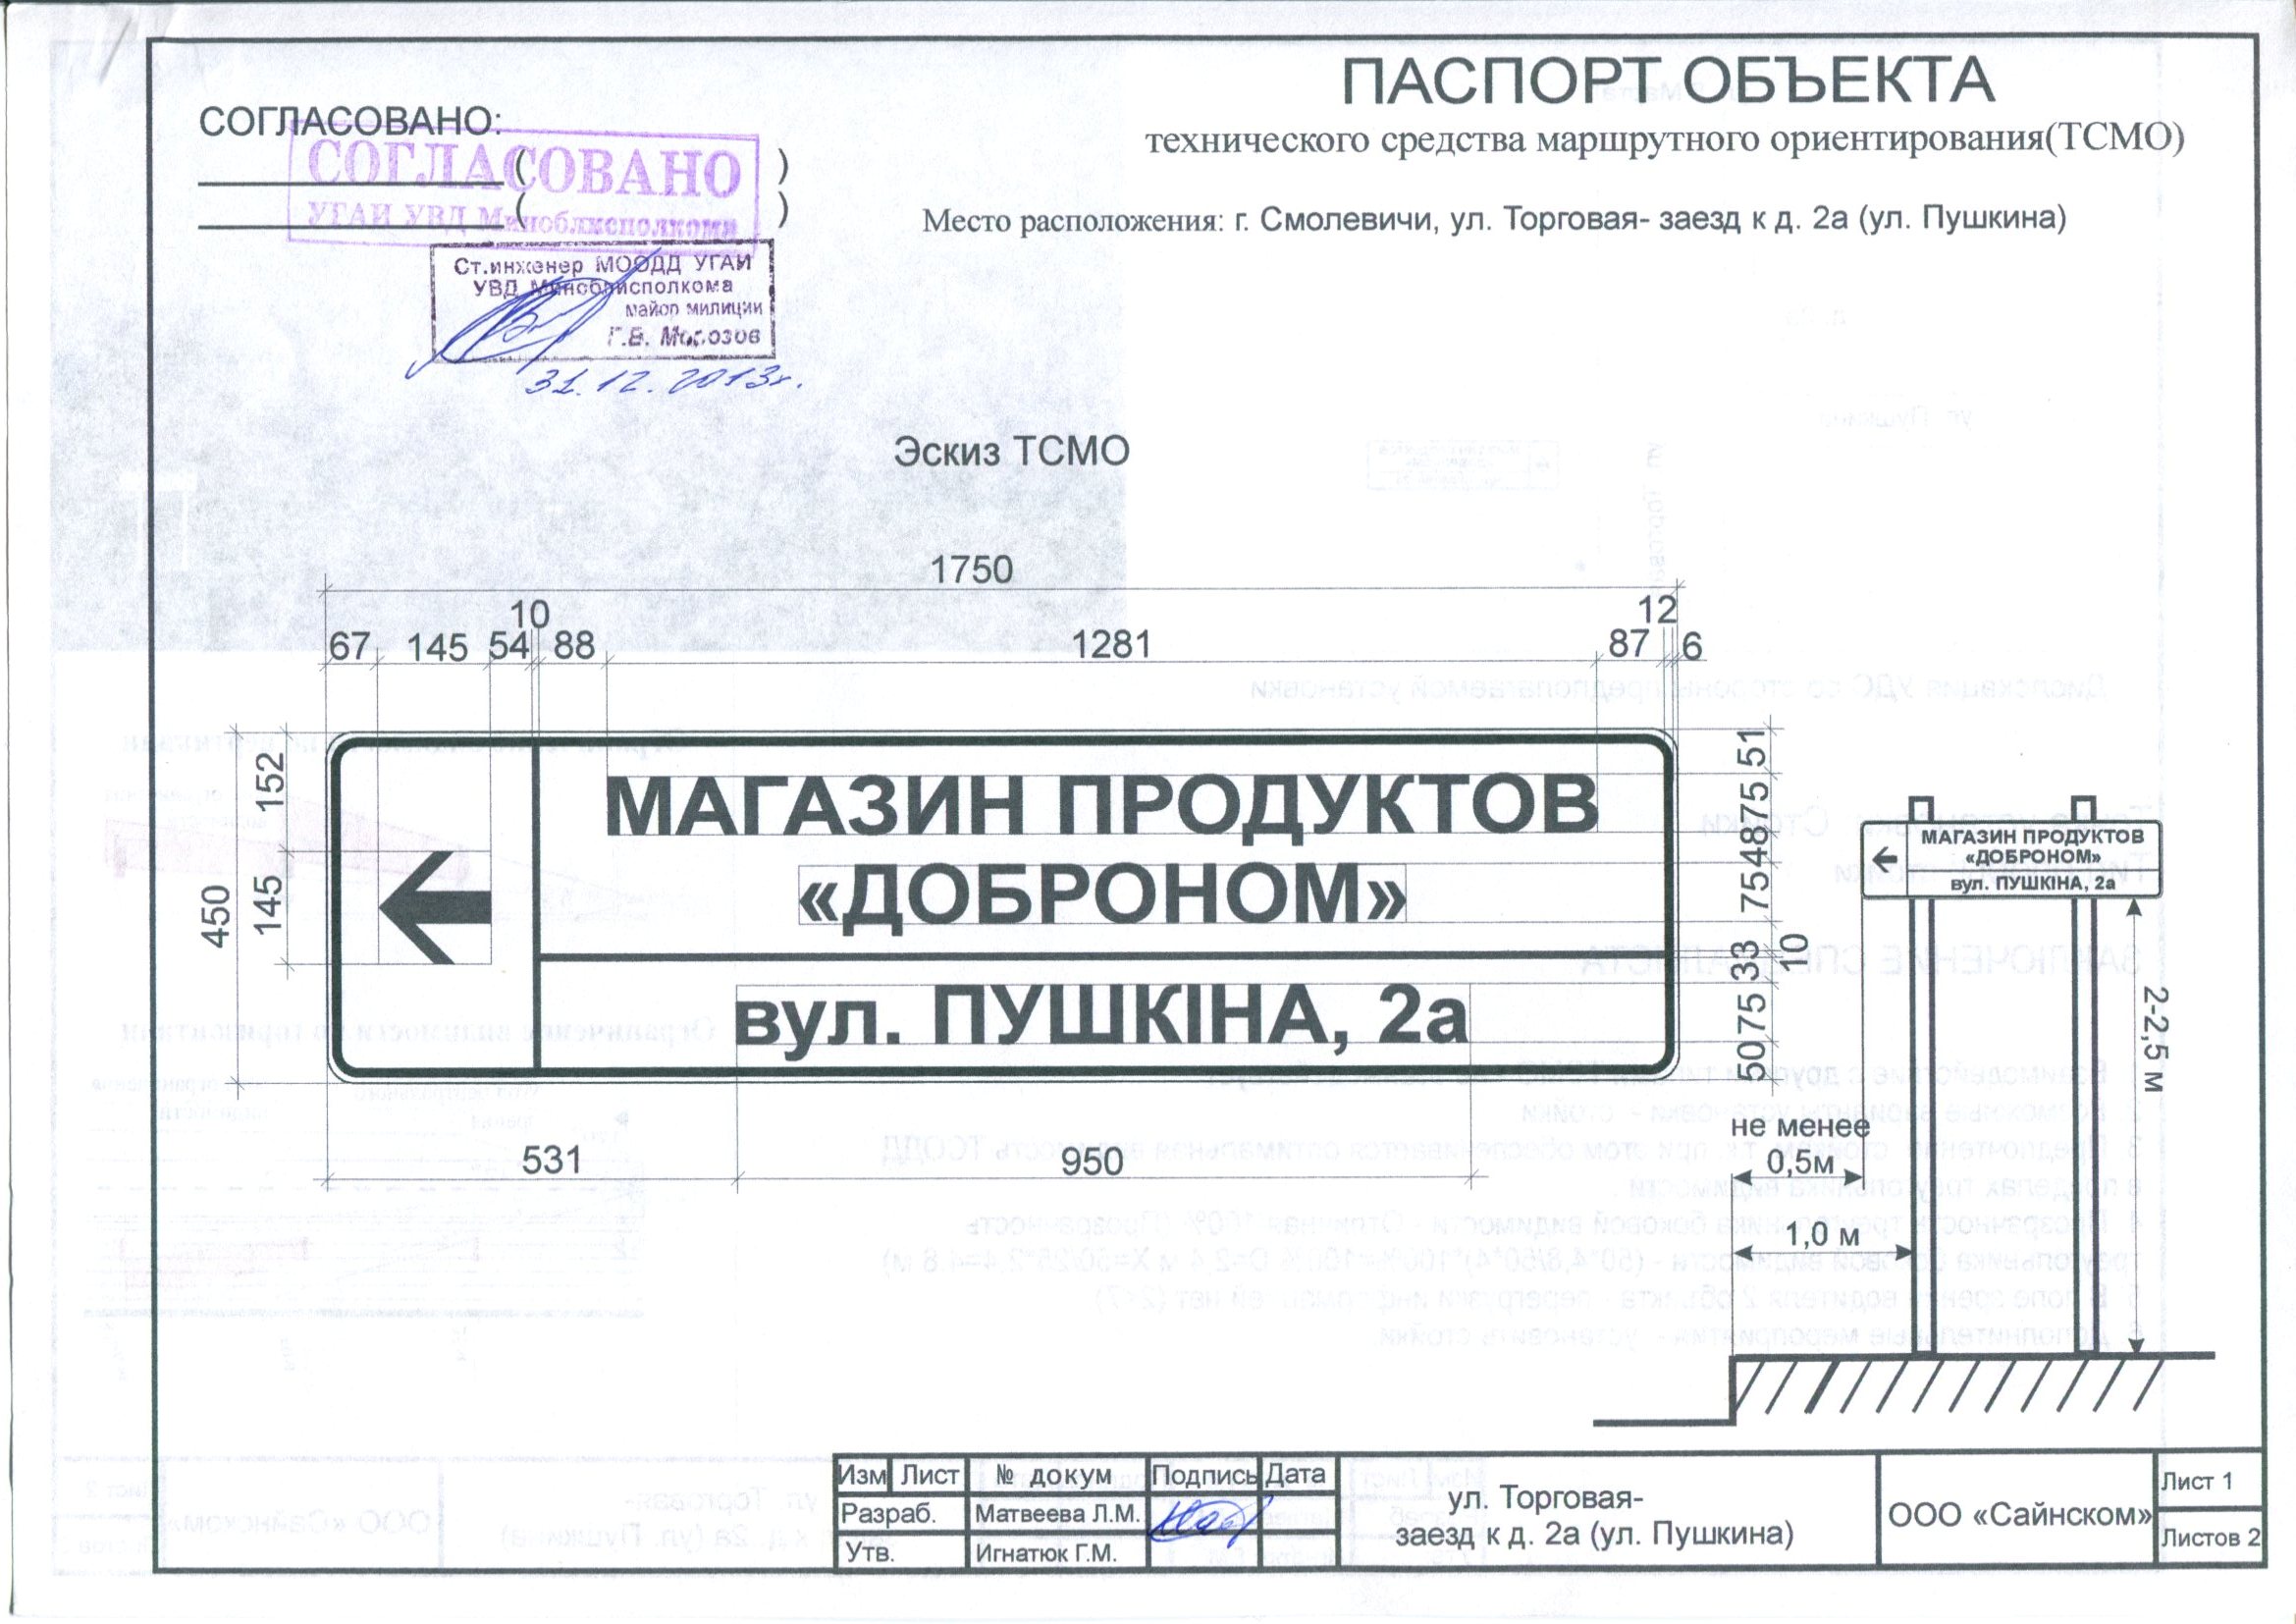 ПАСПОРТ ОБЪЕКТА
технического средства маршрутного ориентирования(ТСМО)
Место расположения: г. Смолевичи, ул. Торговая- заезд к д. 2а (ул. Пушкина)
СОГЛАСОВАНО:
( )
( )
СОГЛАСОВАНО
УГАИ УВД Миноблисполкома
Ст.инженер МООДД УГАИ
УВД Миноблисполкома
майор милиции
Г.В. Морозов
31.12.2013г.
Эскиз ТСМО
1750
10
12
67 145 54 88 1281 87 6
450
152
145
МАГАЗИН ПРОДУКТОВ
«ДОБРОНОМ»
вул. ПУШКІНА, 2а
51
75
48
75
33
10
75
50
531 950
МАГАЗИН ПРОДУКТОВ
«ДОБРОНОМ»
вул. ПУШКІНА, 2а
2-2,5 м
не менее
0,5м
1,0 м
Изм Лист № докум Подпись Дата
Разраб. Матвеева Л.М.
Утв. Игнатюк Г.М.
ул. Торговая-
заезд к д. 2а (ул. Пушкина)
ООО «Сайнском»
Лист 1
Листов 2